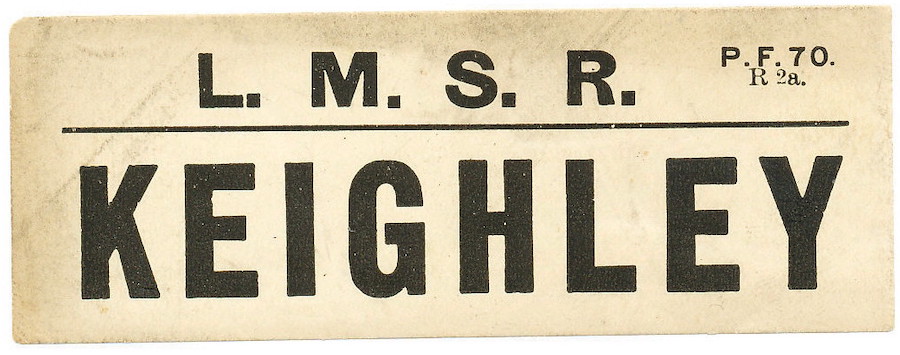 L. M. S. R.
P. F. 70.
R 2a.
KEIGHLEY